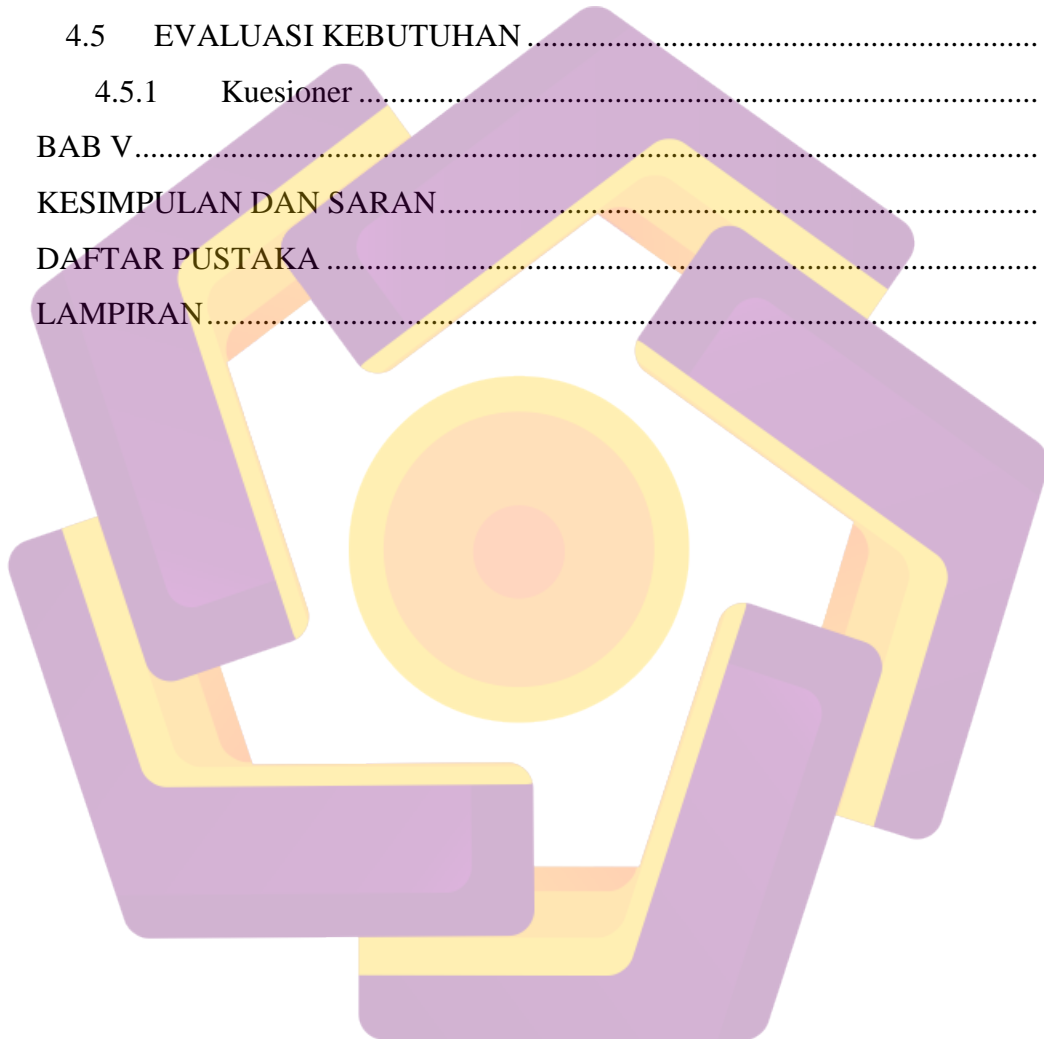 4.5 EVALUASI KEBUTUHAN ................................................................
4.5.1 Kuesioner .....................................................................................
BAB V.................................................................................................................
KESIMPULAN DAN SARAN...........................................................................
DAFTAR PUSTAKA .........................................................................................
LAMPIRAN........................................................................................................